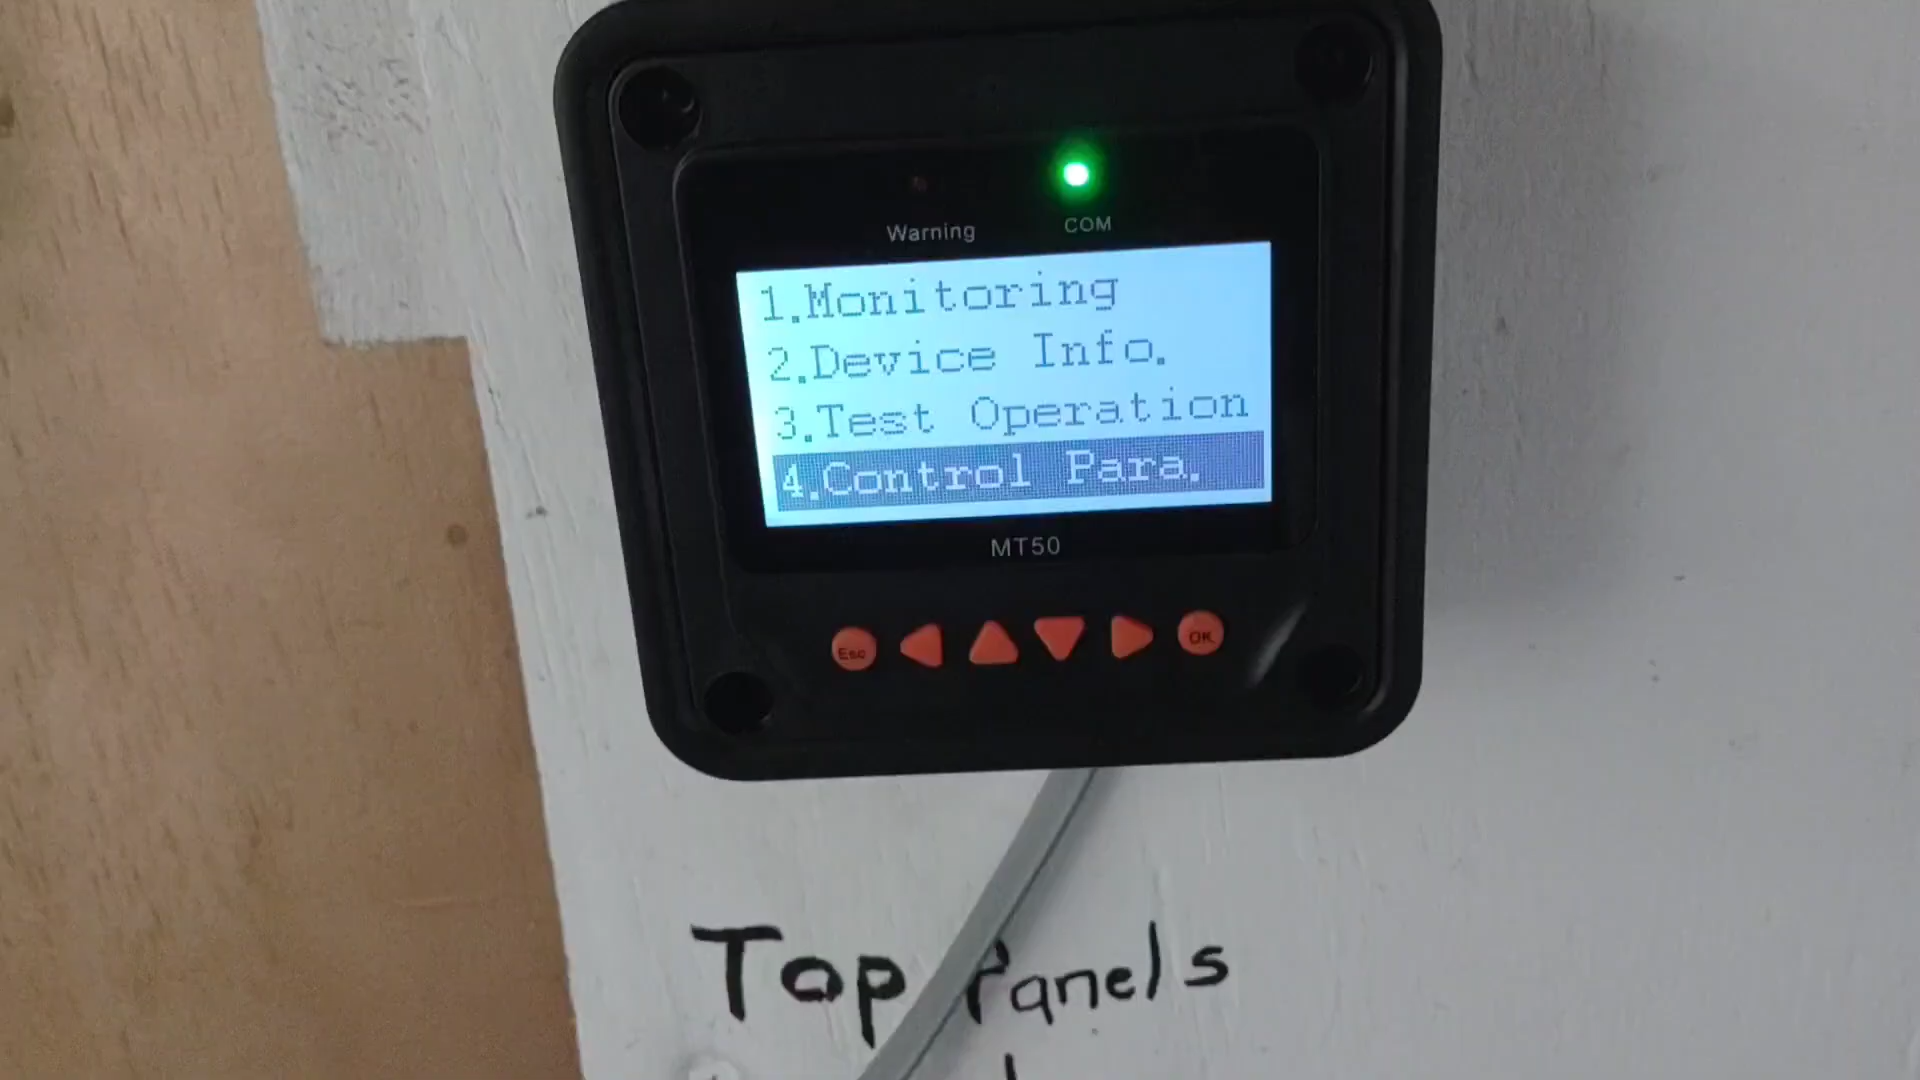 Warning COM
1.Monitoring
2.Device Info.
3.Test Operation
4.Control Para.
MT50
Esc OK
Top Panels